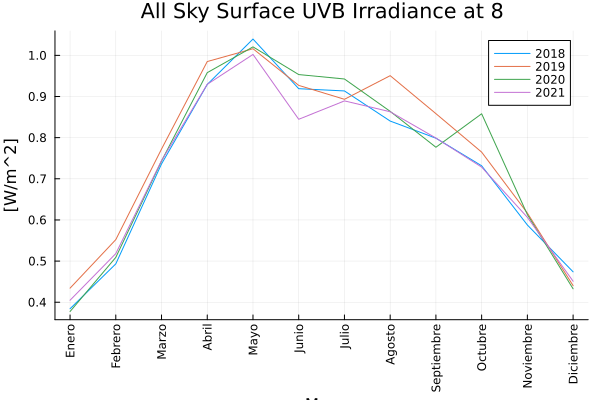 All Sky Surface UVB Irradiance at 8
2018
2019
2020
2021
[W/m^2]
1.0
0.9
0.8
0.7
0.6
0.5
0.4
Enero
Febrero
Marzo
Abril
Mayo
Junio
Julio
Agosto
Septiembre
Octubre
Noviembre
Diciembre